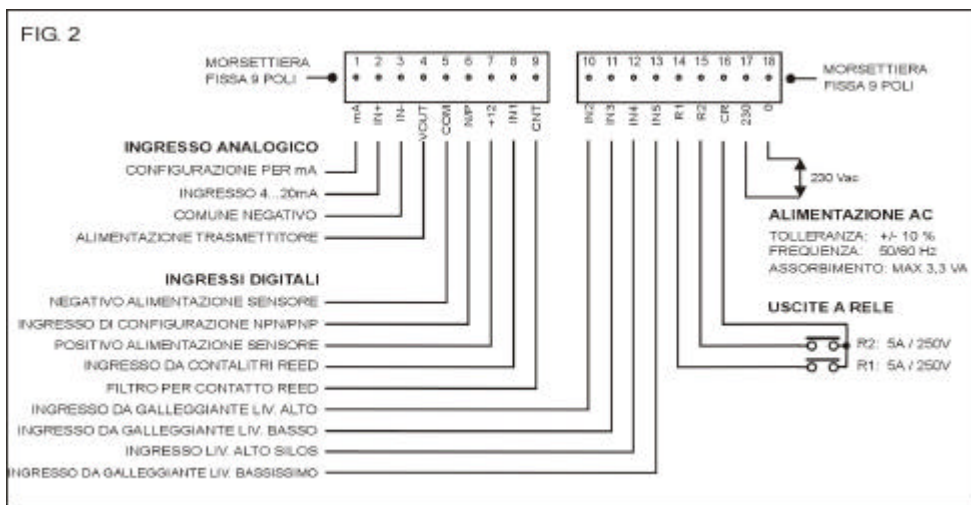 FIG. 2
MORSETTIERA
FISSA 9 POLI
1 2 3 4 5 6 7 8 9
mA IN+ IN- VOUT COM N/P +12 IN1 CNT
10 11 12 13 14 15 16 17 18
IN2 IN3 IN4 IN5 R1 R2 CR 230 0
MORSETTIERA
FISSA 9 POLI
INGRESSO ANALOGICO
CONFIGURAZIONE PER mA
INGRESSO 4...20mA
COMUNE NEGATIVO
ALIMENTAZIONE TRASMETTITORE
INGRESSI DIGITALI
NEGATIVO ALIMENTAZIONE SENSORE
INGRESSO DI CONFIGURAZIONE NPN/PNP
POSITIVO ALIMENTAZIONE SENSORE
INGRESSO DA CONTALITRI REED
FILTRO PER CONTATTO REED
INGRESSO DA GALLEGGIANTE LIV. ALTO
INGRESSO DA GALLEGGIANTE LIV. BASSO
INGRESSO LIV. ALTO SILOS
INGRESSO DA GALLEGGIANTE LIV. BASSISSIMO
230 Vac
ALIMENTAZIONE AC
TOLLERANZA: +/- 10 %
FREQUENZA: 50/60 Hz
ASSORBIMENTO: MAX 3,3 VA
USCITE A RELE
R2: 5A / 250V
R1: 5A / 250V